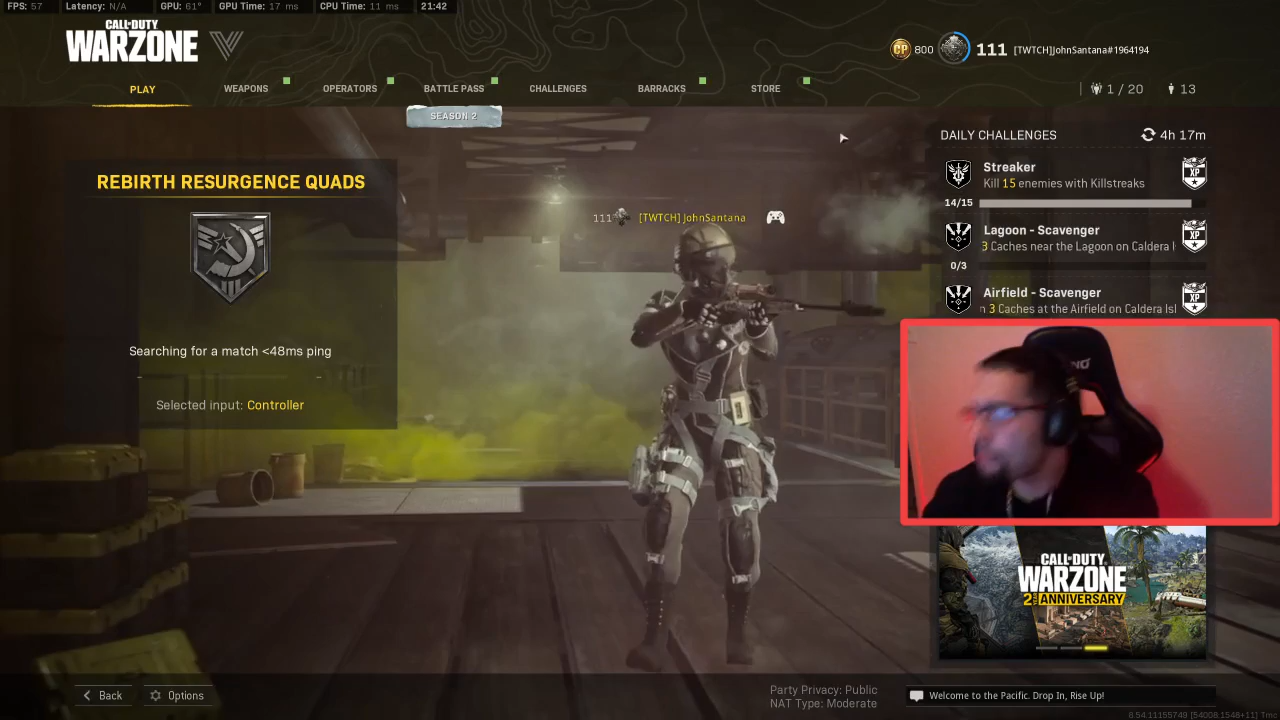 FPS: 57 Latency: N/A GPU: 61° GPU Time: 17 ms CPU Time: 11 ms 21:42
CALL·DUTY
WARZONE
CP 800 111 [TWTCH]JohnSantana#1964194
PLAY WEAPONS OPERATORS BATTLE PASS CHALLENGES BARRACKS STORE
1 / 20 13
SEASON 2
DAILY CHALLENGES 4h 17m
REBIRTH RESURGENCE QUADS
Streaker
Kill 15 enemies with Killstreaks
XP
14/15
111 [TWTCH] JohnSantana
Lagoon - Scavenger
3 Caches near the Lagoon on Caldera I
XP
0/3
Airfield - Scavenger
n 3 Caches at the Airfield on Caldera Isl
XP
Searching for a match <48ms ping
Selected input: Controller
CALL·DUTY
WARZONE
2 ANNIVERSARY
Back Options
Party Privacy: Public
NAT Type: Moderate
Welcome to the Pacific. Drop In, Rise Up!